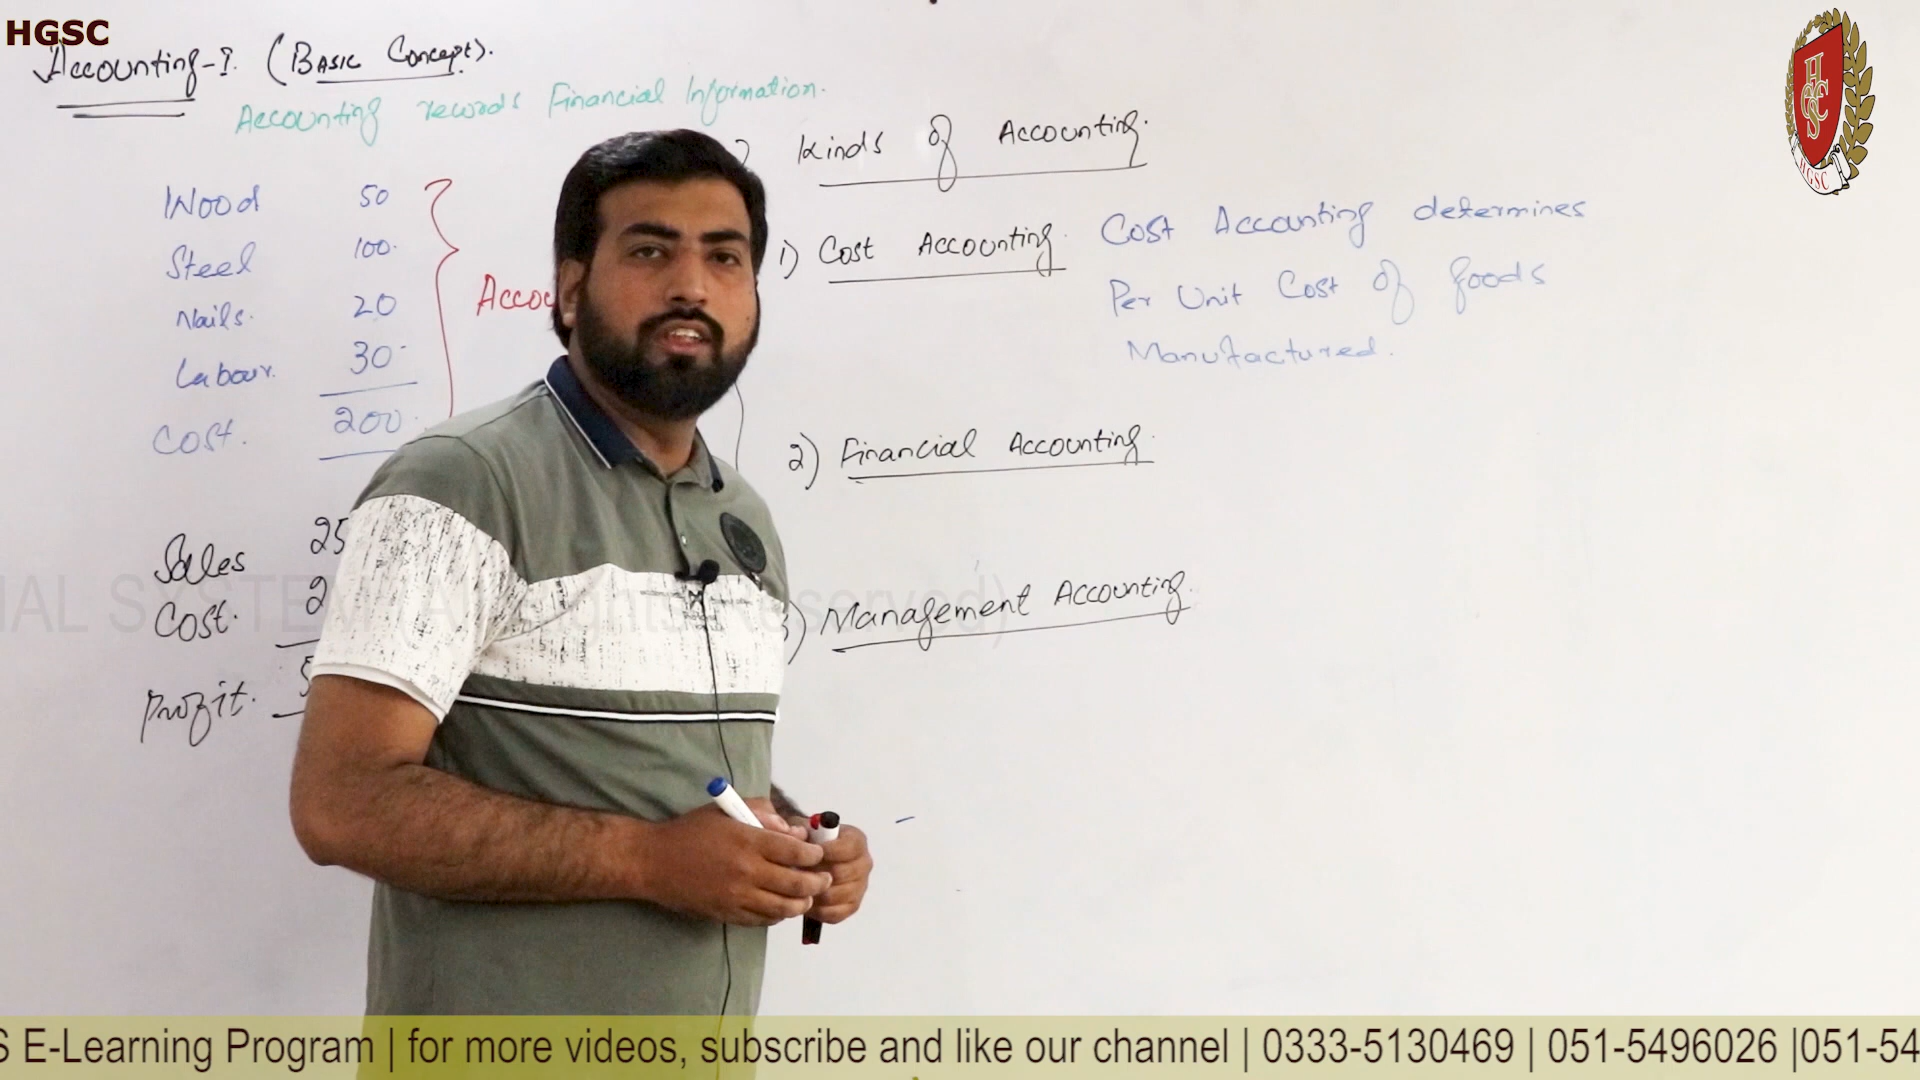 HGSC
Accounting-I. (Basic Concept).
Accounting records Financial Information.
Wood 50
Steel 100
Nails. 20
Labour. 30
Cost. 200
Sales 25
Cost. 2
Profit. 5
Kinds of Accounting.
1) Cost Accounting. Cost Accounting determines
Per Unit Cost of goods
Manufactured.
2) Financial Accounting.
3) Management Accounting.
IAL SYSTEM (All Rights Reserved)
HGSC
S E-Learning Program | for more videos, subscribe and like our channel | 0333-5130469 | 051-5496026 |051-54